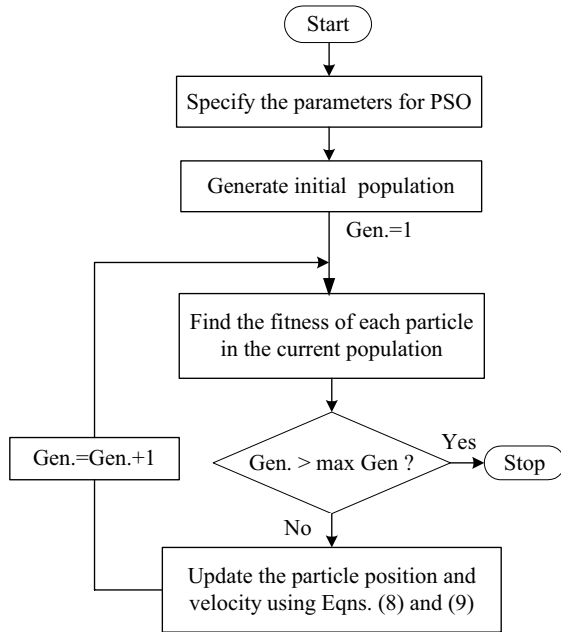 Start
Specify the parameters for PSO
Generate initial population
Gen.=1
Find the fitness of each particle
in the current population
Gen. > max Gen ?
Yes
Stop
No
Gen.=Gen.+1
Update the particle position and
velocity using Eqns. (8) and (9)